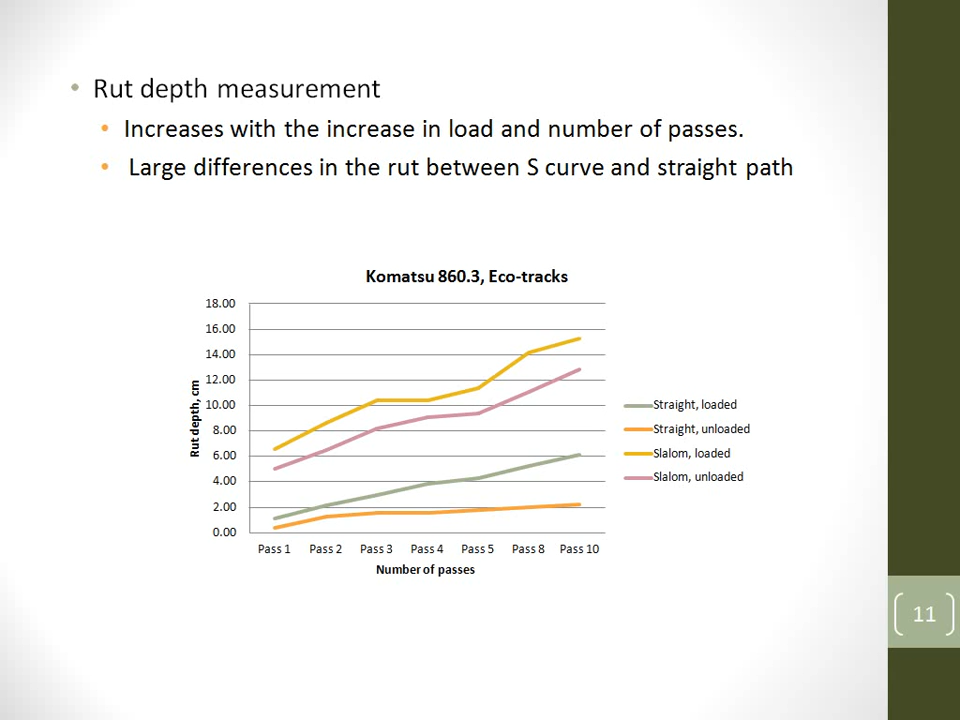 Rut depth measurement
Increases with the increase in load and number of passes.
Large differences in the rut between S curve and straight path
Komatsu 860.3, Eco-tracks
18.00
16.00
14.00
12.00
10.00
8.00
6.00
4.00
2.00
0.00
Rut depth, cm
Pass 1 Pass 2 Pass 3 Pass 4 Pass 5 Pass 8 Pass 10
Number of passes
Straight, loaded
Straight, unloaded
Slalom, loaded
Slalom, unloaded
11